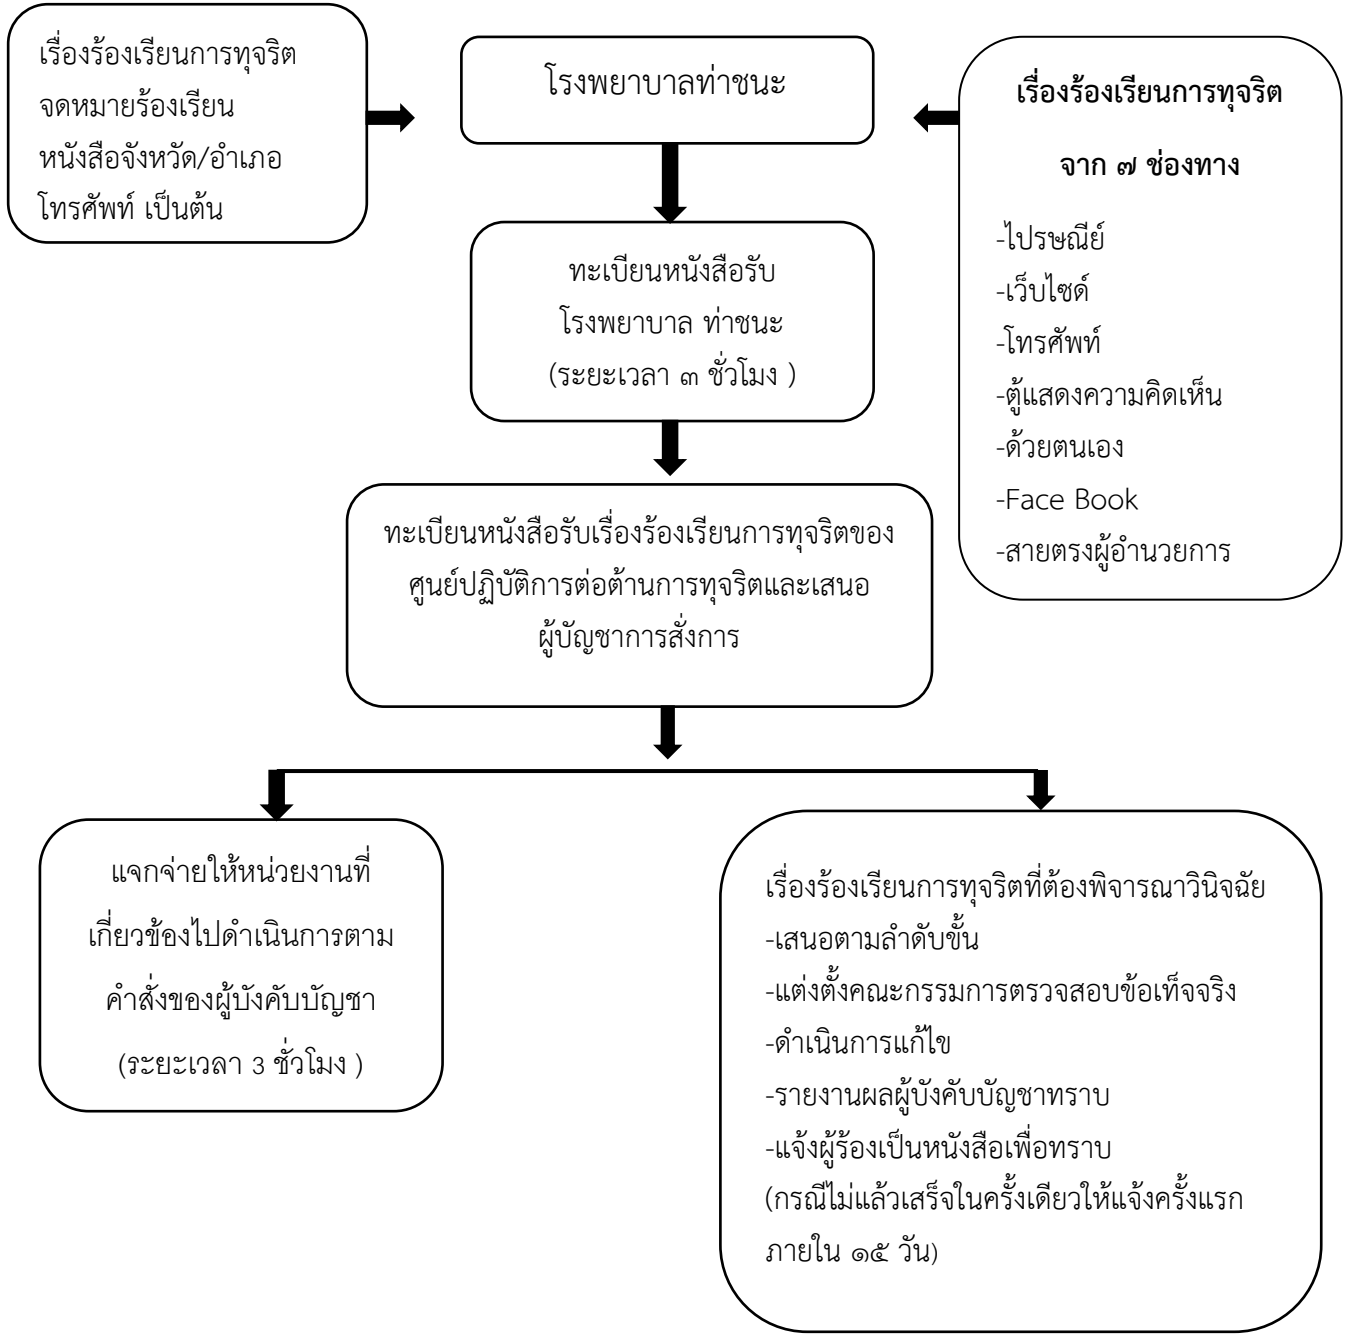 เรื่องร้องเรียนการทุจริต
จดหมายร้องเรียน
หนังสือจังหวัด/อำเภอ
โทรศัพท์ เป็นต้น
โรงพยาบาลท่าชนะ
เรื่องร้องเรียนการทุจริต
จาก ๗ ช่องทาง
-ไปรษณีย์
-เว็บไซด์
-โทรศัพท์
-ตู้แสดงความคิดเห็น
-ด้วยตนเอง
-Face Book
-สายตรงผู้อำนวยการ
ทะเบียนหนังสือรับ
โรงพยาบาล ท่าชนะ
(ระยะเวลา ๓ ชั่วโมง )
ทะเบียนหนังสือรับเรื่องร้องเรียนการทุจริตของ
ศูนย์ปฏิบัติการต่อต้านการทุจริตและเสนอ
ผู้บัญชาการสั่งการ
แจกจ่ายให้หน่วยงานที่
เกี่ยวข้องไปดำเนินการตาม
คำสั่งของผู้บังคับบัญชา
(ระยะเวลา 3 ชั่วโมง )
เรื่องร้องเรียนการทุจริตที่ต้องพิจารณาวินิจฉัย
-เสนอตามลำดับขั้น
-แต่งตั้งคณะกรรมการตรวจสอบข้อเท็จจริง
-ดำเนินการแก้ไข
-รายงานผลผู้บังคับบัญชาทราบ
-แจ้งผู้ร้องเป็นหนังสือเพื่อทราบ
(กรณีไม่แล้วเสร็จในครั้งเดียวให้แจ้งครั้งแรก
ภายใน ๑๕ วัน)